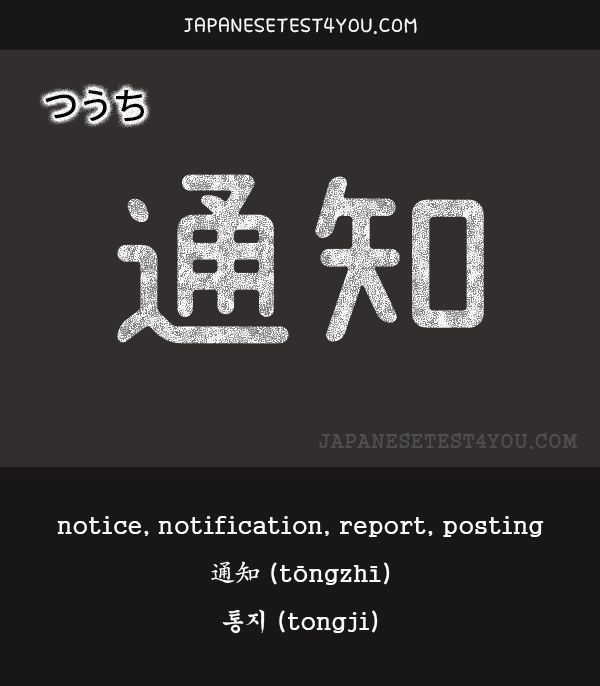 JAPANESETEST4YOU.COM
つうち
通知
JAPANESETEST4YOU.COM
notice, notification, report, posting
通知 (tōngzhī)
통지 (tongji)